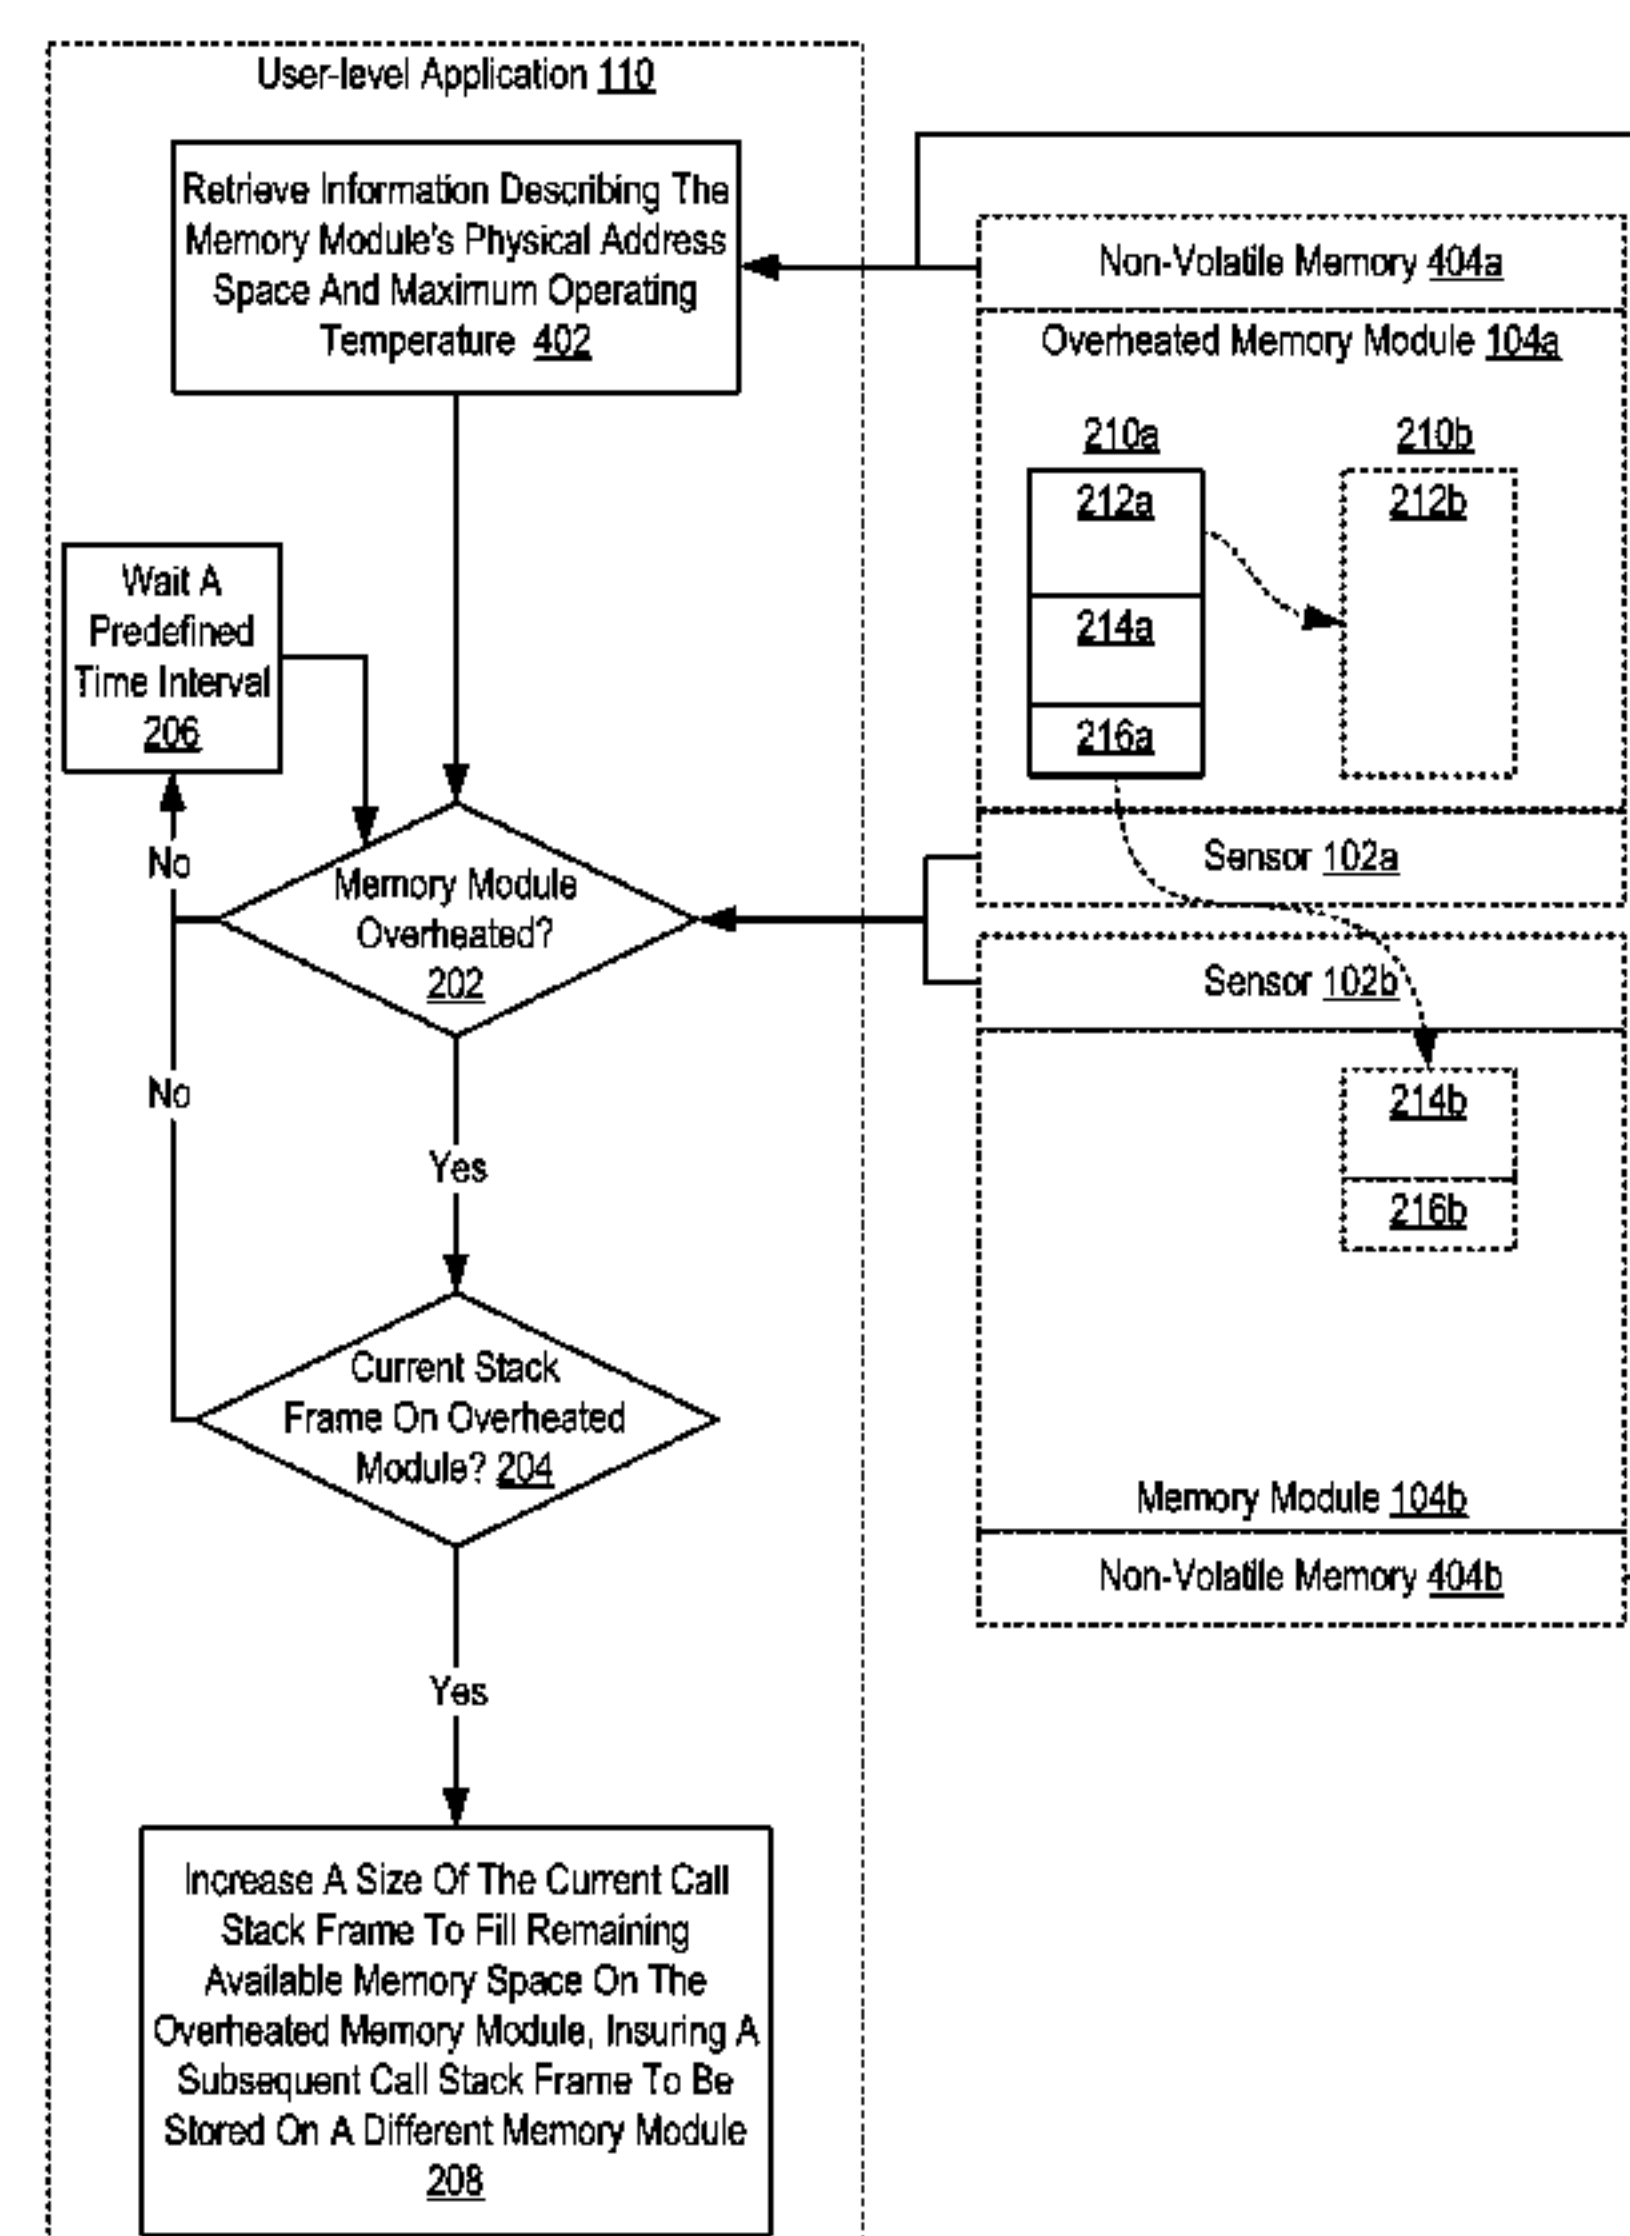 User-level Application 110
Retrieve Information Describing The
Memory Module's Physical Address
Space And Maximum Operating
Temperature 402
Wait A
Predefined
Time Interval
206
No
Memory Module
Overheated?
202
No
Yes
Current Stack
Frame On Overheated
Module? 204
Yes
Increase A Size Of The Current Call
Stack Frame To Fill Remaining
Available Memory Space On The
Overheated Memory Module, Insuring A
Subsequent Call Stack Frame To Be
Stored On A Different Memory Module
208
Non-Volatile Memory 404a
Overheated Memory Module 104a
210a
210b
212a
212b
214a
216a
Sensor 102a
Sensor 102b
214b
216b
Memory Module 104b
Non-Volatile Memory 404b